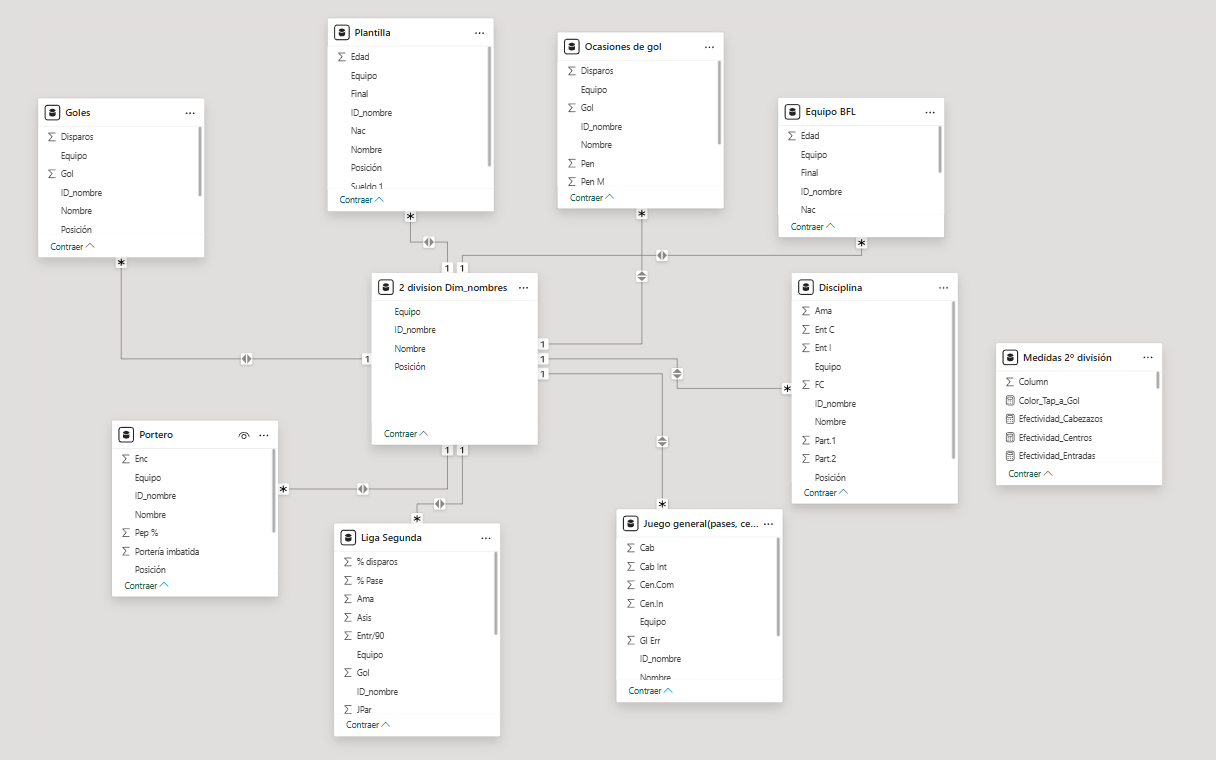 Plantilla
Σ Edad
Equipo
Final
ID_nombre
Nac
Nombre
Posición
Sueldo 1
Contraer
Ocasiones de gol
Σ Disparos
Equipo
Σ Gol
ID_nombre
Nombre
Σ Pen
Σ Pen M
Contraer
Goles
Σ Disparos
Equipo
Σ Gol
ID_nombre
Nombre
Posición
Contraer
Equipo BFL
Σ Edad
Equipo
Final
ID_nombre
Nac
Contraer
* * * *
1 1
2 division Dim_nombres
Equipo
ID_nombre
Nombre
Posición
Contraer
1
1
1
1
1 1
Disciplina
Σ Ama
Σ Ent C
Σ Ent I
Equipo
Σ FC
ID_nombre
Nombre
Σ Part.1
Σ Part.2
Posición
Contraer
*
Medidas 2º división
Σ Column
Color_Tap_a_Gol
Efectividad_Cabezazos
Efectividad_Centros
Efectividad_Entradas
Contraer
Portero
Σ Enc
Equipo
ID_nombre
Nombre
Σ Pep %
Σ Portería imbatida
Posición
Contraer
*
*
Liga Segunda
Σ % disparos
Σ % Pase
Σ Ama
Σ Asis
Σ Entr/90
Equipo
Σ Gol
ID_nombre
Σ JPar
Contraer
*
Juego general(pases, ce...
Σ Cab
Σ Cab Int
Σ Cen.Com
Σ Cen.In
Equipo
Σ Gl Err
ID_nombre
Nombre
Contraer